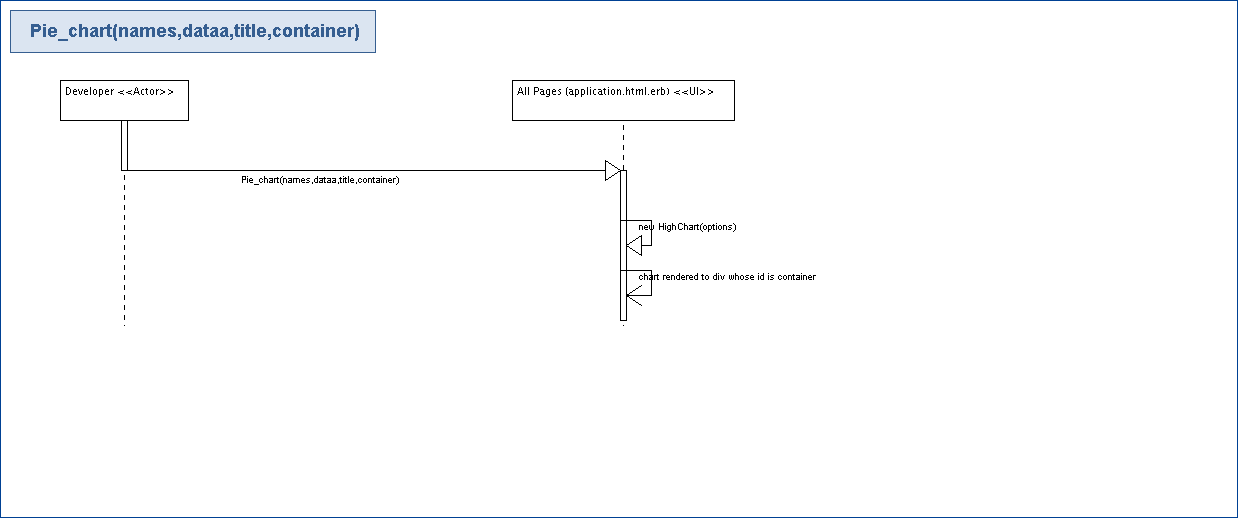 Pie_chart(names,dataa,title,container)
Developer <<Actor>>
All Pages (application.html.erb) <<UI>>
Pie_chart(names,dataa,title,container)
new HighChart(options)
chart rendered to div whose id is container